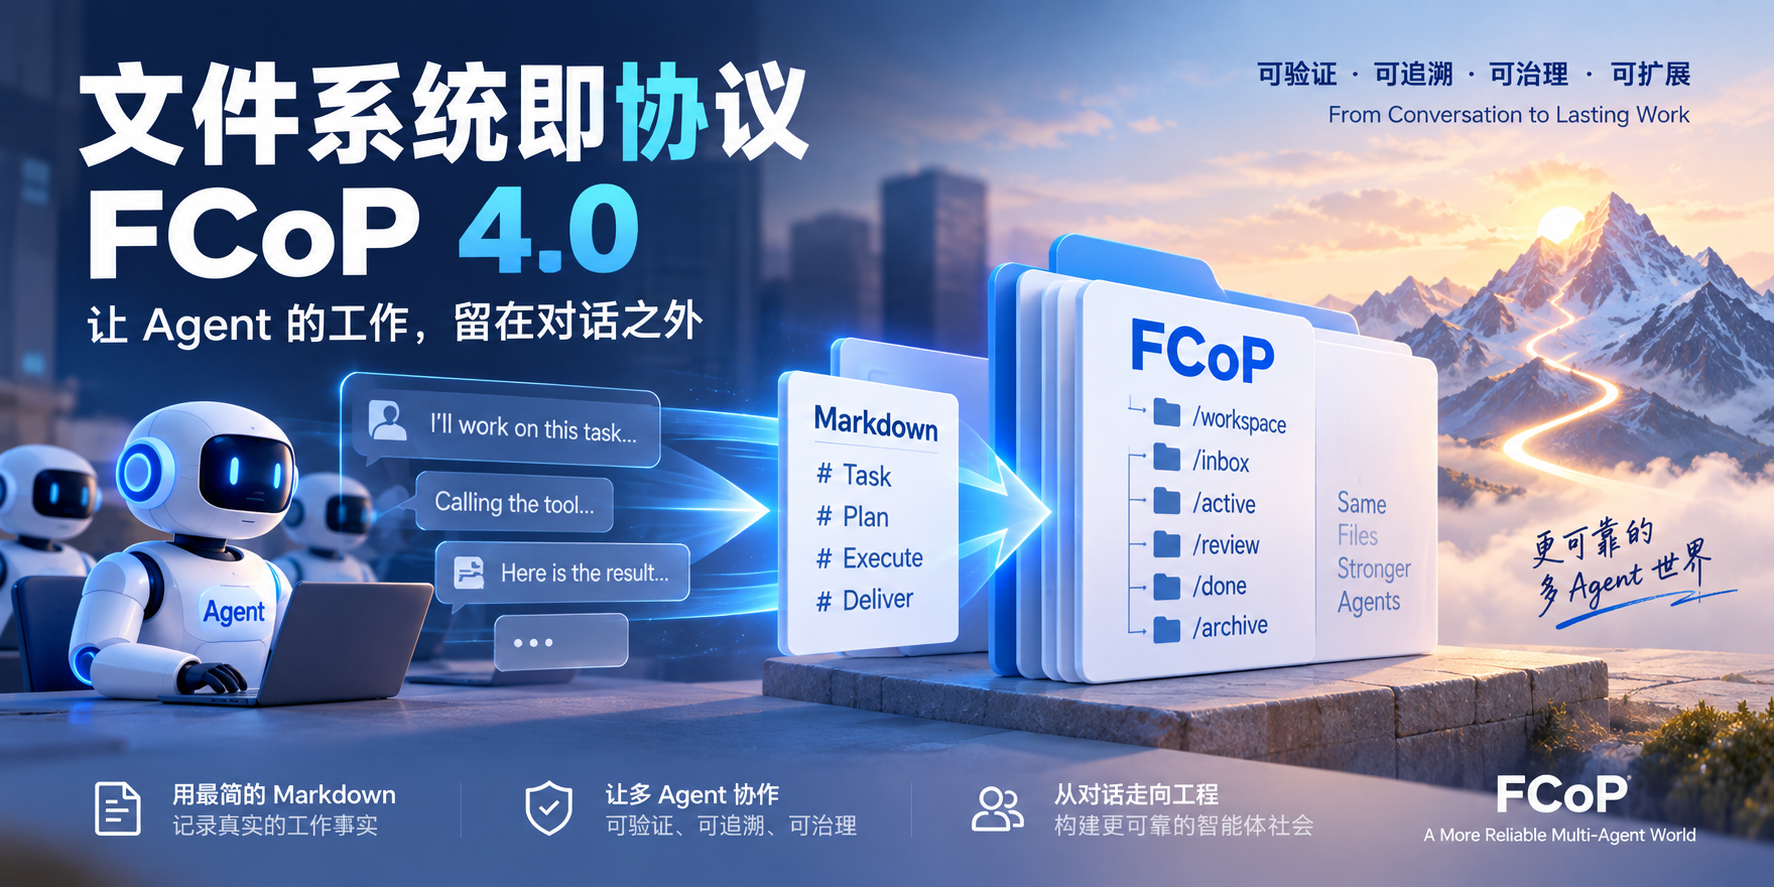 文件系统即协议
FCoP 4.0
让 Agent 的工作，留在对话之外
可验证 · 可追溯 · 可治理 · 可扩展
From Conversation to Lasting Work
I'll work on this task...
Calling the tool...
Here is the result...
Agent
Markdown
# Task
# Plan
# Execute
# Deliver
FCoP
/workspace
/inbox
/active
/review
/done
/archive
Same
Files
Stronger
Agents
更可靠的
多 Agent 世界
用最简的 Markdown
记录真实的工作事实
让多 Agent 协作
可验证、可追溯、可治理
从对话走向工程
构建更可靠的智能体社会
FCoP
A More Reliable Multi-Agent World